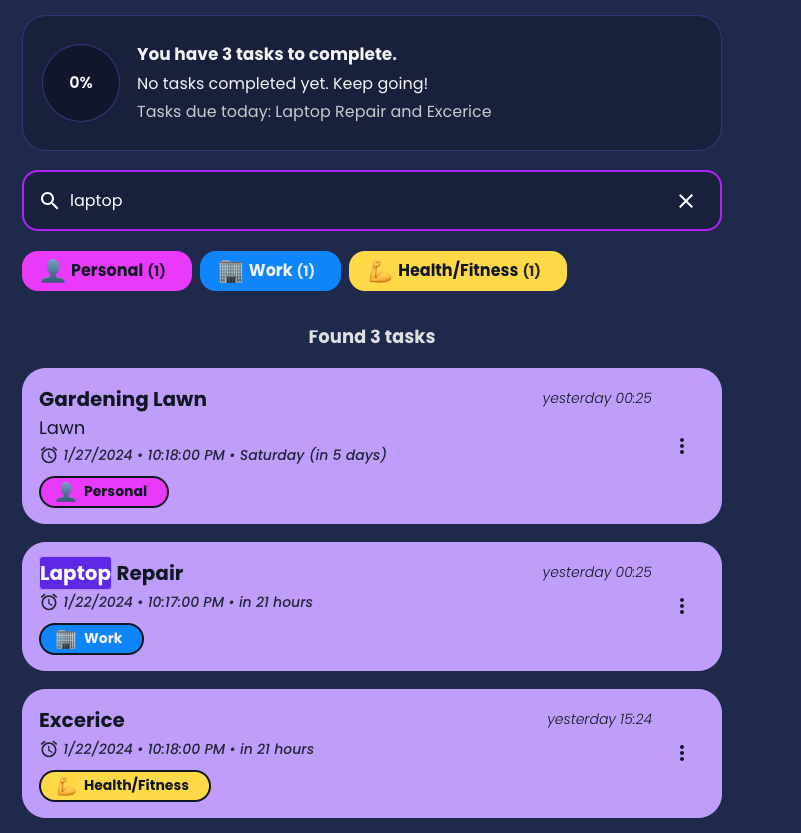 0%
You have 3 tasks to complete.
No tasks completed yet. Keep going!
Tasks due today: Laptop Repair and Excerice
laptop
Personal (1)
Work (1)
Health/Fitness (1)
Found 3 tasks
Gardening Lawn
yesterday 00:25
Lawn
1/27/2024 • 10:18:00 PM • Saturday (in 5 days)
Personal
Laptop Repair
yesterday 00:25
1/22/2024 • 10:17:00 PM • in 21 hours
Work
Excerice
yesterday 15:24
1/22/2024 • 10:18:00 PM • in 21 hours
Health/Fitness